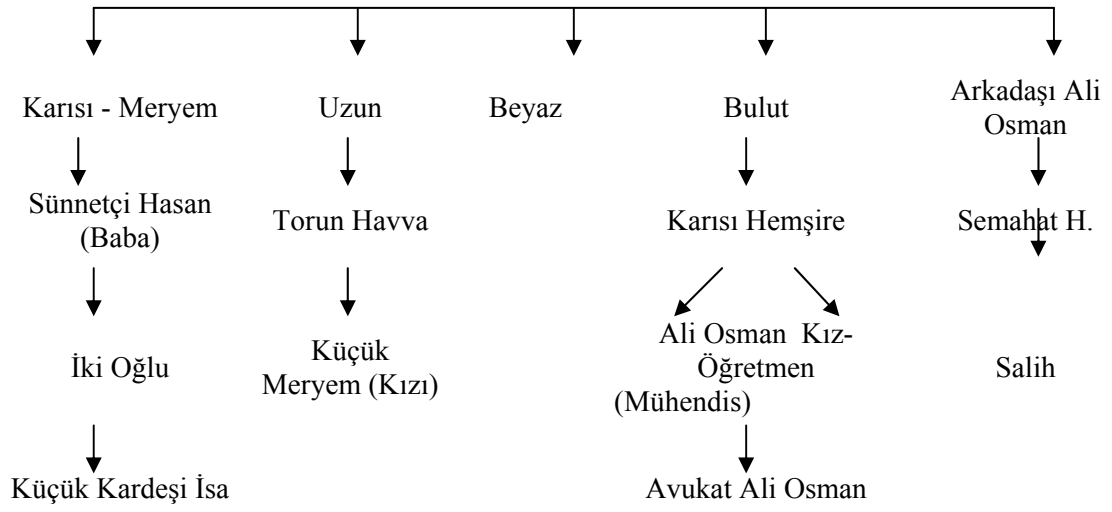 Karısı - Meryem
Uzun
Beyaz
Bulut
Arkadaşı Ali
Osman
Sünnetçi Hasan
(Baba)
Torun Havva
Karısı Hemşire
Semahat H.
İki Oğlu
Küçük
Meryem (Kızı)
Ali Osman Kız-
Öğretmen
(Mühendis)
Salih
Küçük Kardeşi İsa
Avukat Ali Osman